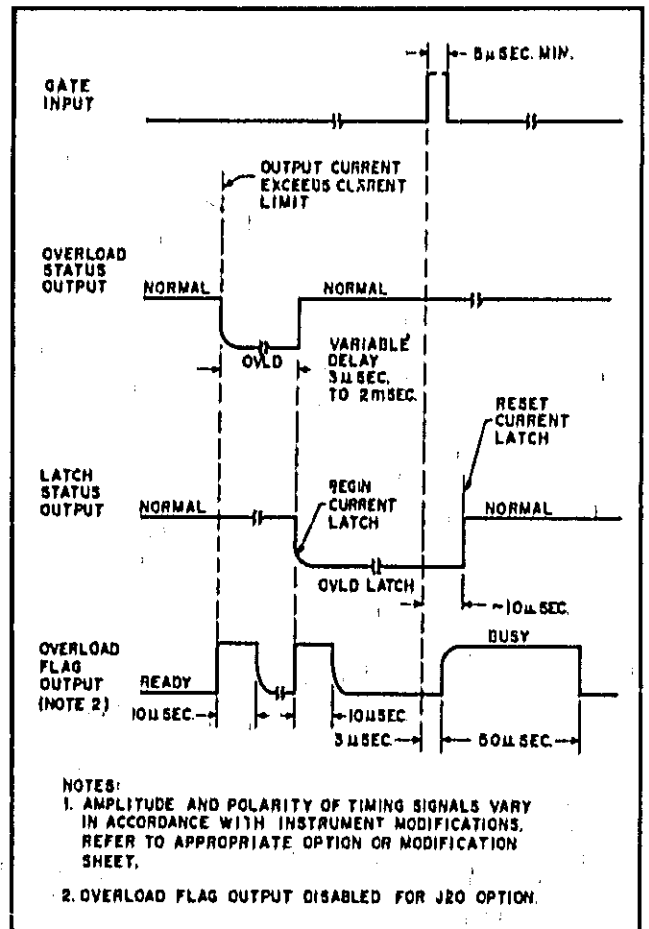 5µSEC. MIN.
GATE
INPUT
OUTPUT CURRENT
EXCEEDS CURRENT
LIMIT
OVERLOAD
STATUS
OUTPUT
NORMAL
NORMAL
OVLD
VARIABLE
DELAY
3µSEC.
TO 2mSEC.
RESET
CURRENT
LATCH
LATCH
STATUS
OUTPUT
NORMAL
BEGIN
CURRENT
LATCH
NORMAL
OVLD LATCH
~10µSEC.
OVERLOAD
FLAG
OUTPUT
(NOTE 2)
READY
BUSY
10µSEC.
10µSEC.
3µSEC.
50µSEC.
NOTES:
1. AMPLITUDE AND POLARITY OF TIMING SIGNALS VARY
IN ACCORDANCE WITH INSTRUMENT MODIFICATIONS.
REFER TO APPROPRIATE OPTION OR MODIFICATION
SHEET.
2. OVERLOAD FLAG OUTPUT DISABLED FOR J20 OPTION.